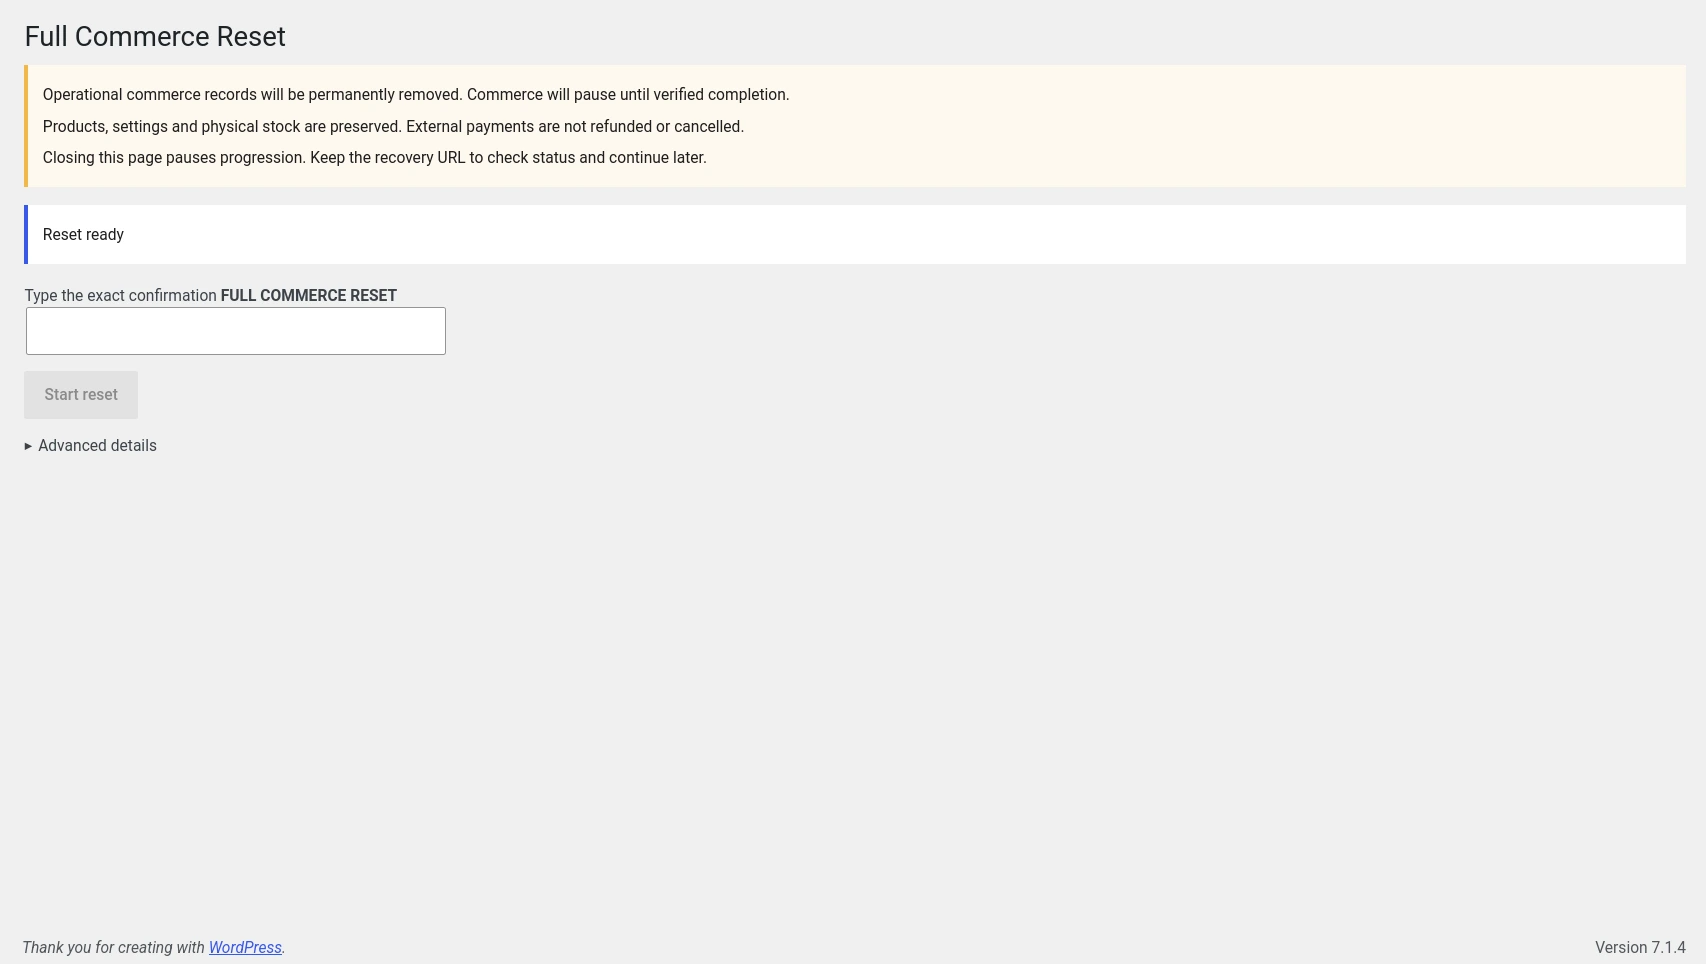 Full Commerce Reset
Operational commerce records will be permanently removed. Commerce will pause until verified completion.
Products, settings and physical stock are preserved. External payments are not refunded or cancelled.
Closing this page pauses progression. Keep the recovery URL to check status and continue later.
Reset ready
Type the exact confirmation FULL COMMERCE RESET
Start reset
Advanced details
Thank you for creating with WordPress.
Version 7.1.4